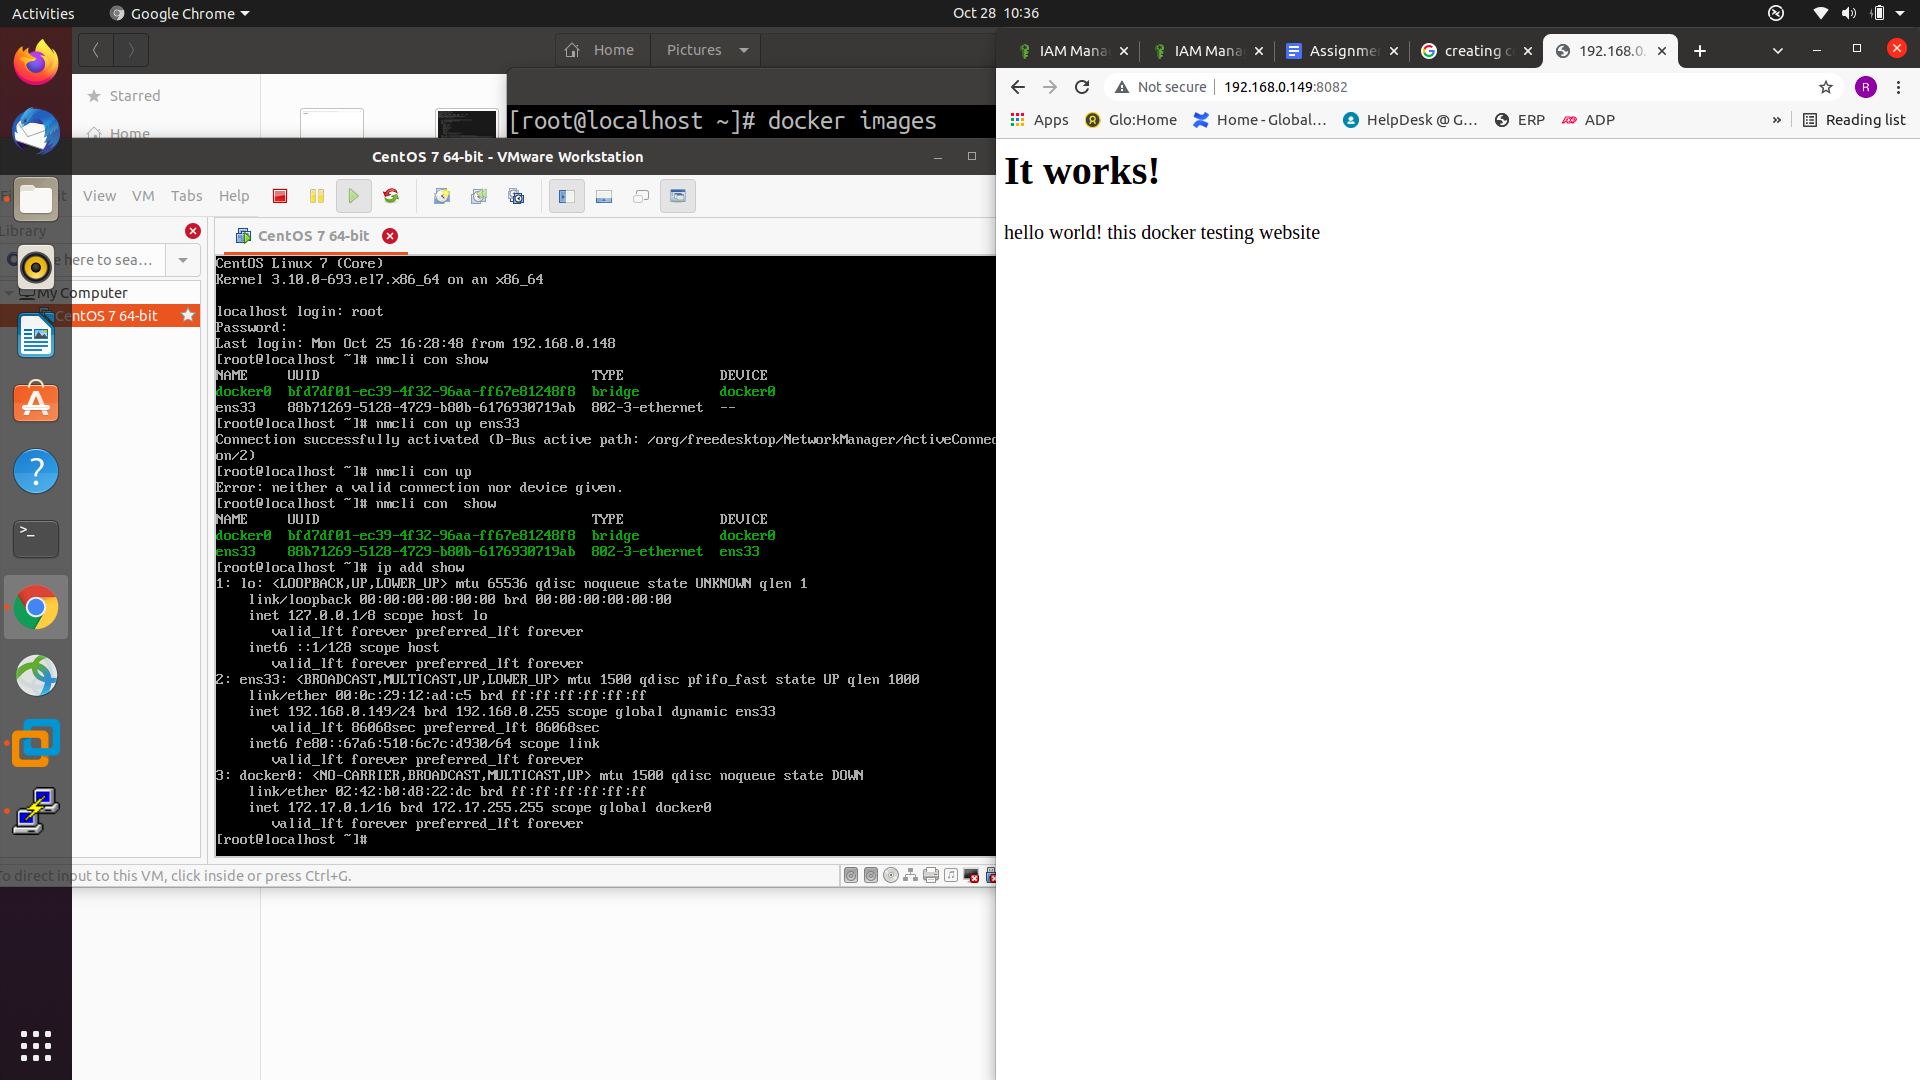 Activities
Google Chrome
Oct 28 10:36
Home
Pictures
Starred
Home
[root@localhost ~]# docker images
CentOS 7 64-bit - VMware Workstation
View VM Tabs Help
Library
here to sea...
My Computer
CentOS 7 64-bit
CentOS 7 64-bit
CentOS Linux 7 (Core)
Kernel 3.10.0-693.el7.x86_64 on an x86_64
localhost login: root
Password:
Last login: Mon Oct 25 16:28:48 from 192.168.0.148
[root@localhost ~]# nmcli con show
NAME UUID TYPE DEVICE
docker0 bfd7df01-ec39-4f32-96aa-ff67e81248f8 bridge docker0
ens33 88b71269-5128-4729-b80b-6176930719ab 802-3-ethernet --
[root@localhost ~]# nmcli con up ens33
Connection successfully activated (D-Bus active path: /org/freedesktop/NetworkManager/ActiveConnec
on/2)
[root@localhost ~]# nmcli con up
Error: neither a valid connection nor device given.
[root@localhost ~]# nmcli con  show
NAME UUID TYPE DEVICE
docker0 bfd7df01-ec39-4f32-96aa-ff67e81248f8 bridge docker0
ens33 88b71269-5128-4729-b80b-6176930719ab 802-3-ethernet ens33
[root@localhost ~]# ip add show
1: lo: <LOOPBACK,UP,LOWER_UP> mtu 65536 qdisc noqueue state UNKNOWN qlen 1
link/loopback 00:00:00:00:00:00 brd 00:00:00:00:00:00
inet 127.0.0.1/8 scope host lo
valid_lft forever preferred_lft forever
inet6 ::1/128 scope host
valid_lft forever preferred_lft forever
2: ens33: <BROADCAST,MULTICAST,UP,LOWER_UP> mtu 1500 qdisc pfifo_fast state UP qlen 1000
link/ether 00:0c:29:12:ad:c5 brd ff:ff:ff:ff:ff:ff
inet 192.168.0.149/24 brd 192.168.0.255 scope global dynamic ens33
valid_lft 86068sec preferred_lft 86068sec
inet6 fe80::67a6:510:6c7c:d930/64 scope link
valid_lft forever preferred_lft forever
3: docker0: <NO-CARRIER,BROADCAST,MULTICAST,UP> mtu 1500 qdisc noqueue state DOWN
link/ether 02:42:b0:d8:22:dc brd ff:ff:ff:ff:ff:ff
inet 172.17.0.1/16 brd 172.17.255.255 scope global docker0
valid_lft forever preferred_lft forever
[root@localhost ~]#
To direct input to this VM, click inside or press Ctrl+G.
IAM Mana
IAM Mana
Assignme
creating c
192.168.0.
Not secure
192.168.0.149:8082
R
Apps
Glo:Home
Home - Global...
HelpDesk @ G...
ERP
ADP
»
Reading list
It works!
hello world! this docker testing website